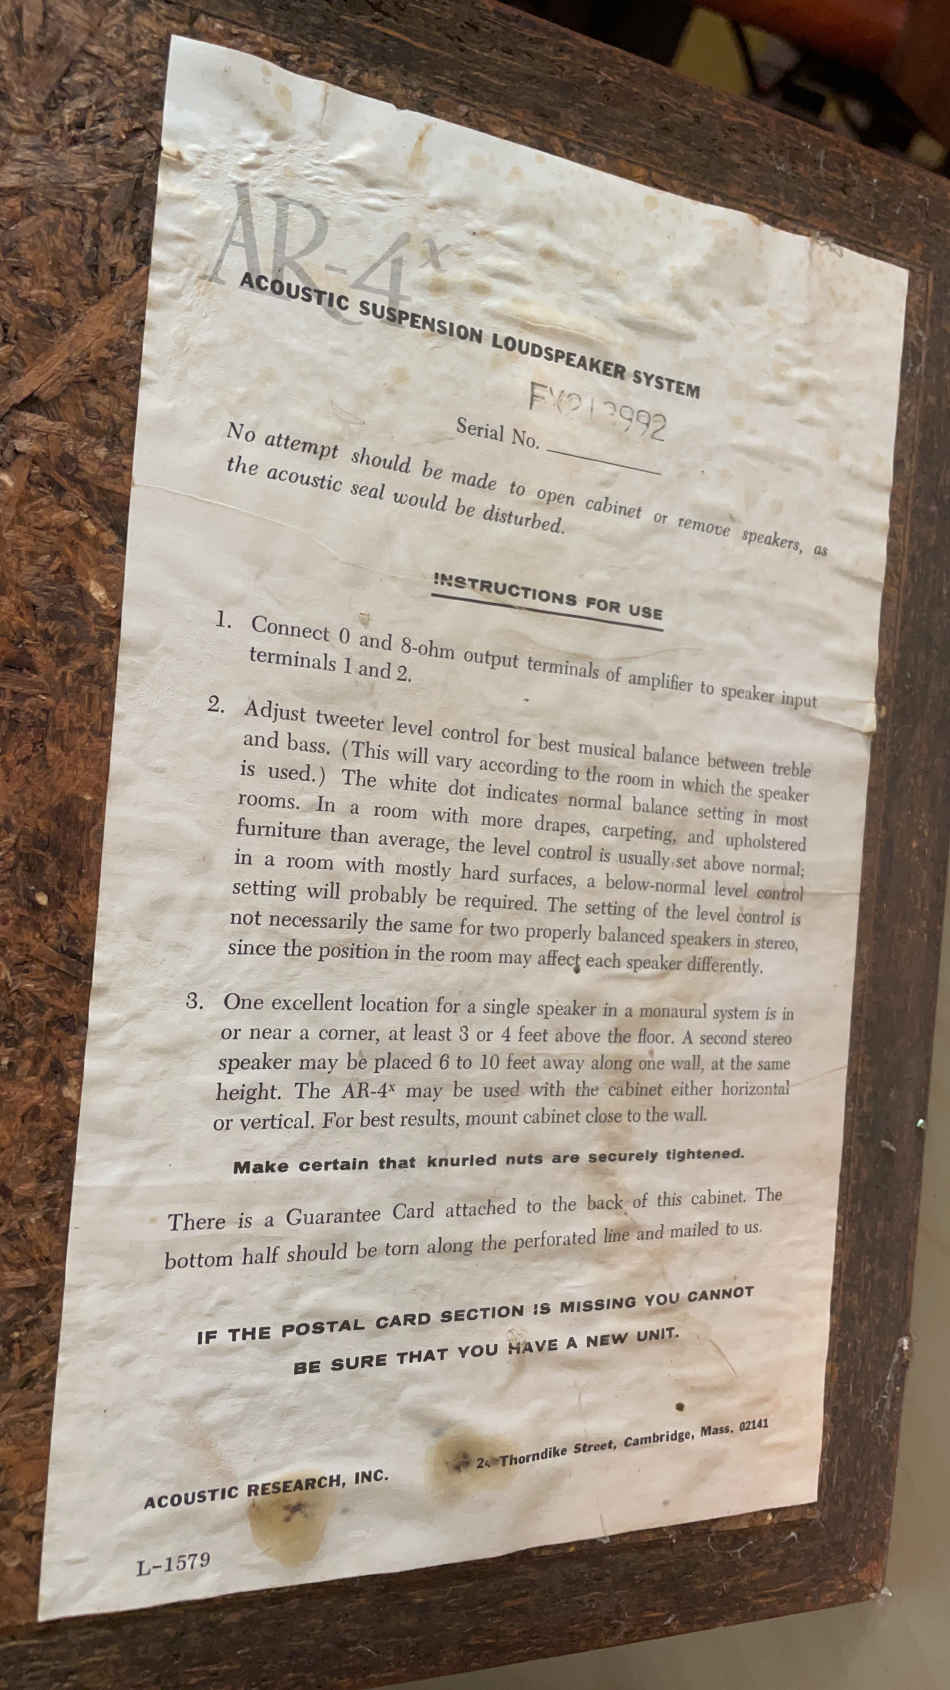 AR-4ˣ
ACOUSTIC SUSPENSION LOUDSPEAKER SYSTEM
Serial No.
No attempt should be made to open cabinet or remove speakers, as
the acoustic seal would be disturbed.
INSTRUCTIONS FOR USE
1. Connect 0 and 8-ohm output terminals of amplifier to speaker input
terminals 1 and 2.
2. Adjust tweeter level control for best musical balance between treble
and bass. (This will vary according to the room in which the speaker
is used.) The white dot indicates normal balance setting in most
rooms. In a room with more drapes, carpeting, and upholstered
furniture than average, the level control is usually set above normal;
in a room with mostly hard surfaces, a below-normal level control
setting will probably be required. The setting of the level control is
not necessarily the same for two properly balanced speakers in stereo,
since the position in the room may affect each speaker differently.
3. One excellent location for a single speaker in a monaural system is in
or near a corner, at least 3 or 4 feet above the floor. A second stereo
speaker may be placed 6 to 10 feet away along one wall, at the same
height. The AR-4ˣ may be used with the cabinet either horizontal
or vertical. For best results, mount cabinet close to the wall.
Make certain that knurled nuts are securely tightened.
There is a Guarantee Card attached to the back of this cabinet. The
bottom half should be torn along the perforated line and mailed to us.
IF THE POSTAL CARD SECTION IS MISSING YOU CANNOT
BE SURE THAT YOU HAVE A NEW UNIT.
ACOUSTIC RESEARCH, INC. Thorndike Street, Cambridge, Mass. 02141
L-1579